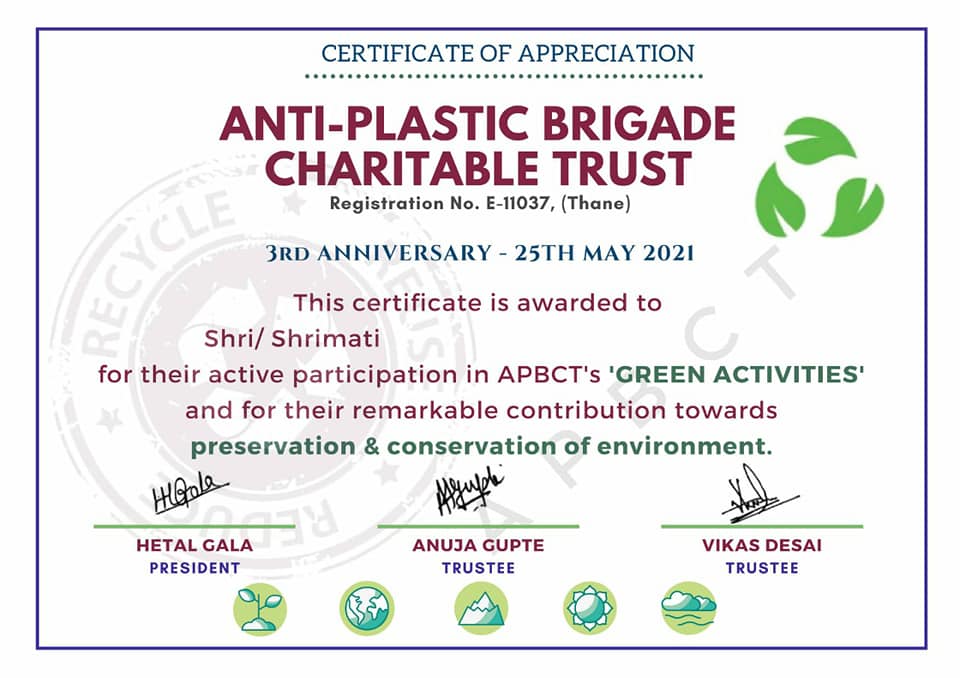 CERTIFICATE OF APPRECIATION
ANTI-PLASTIC BRIGADE
CHARITABLE TRUST
Registration No. E-11037, (Thane)
3RD ANNIVERSARY - 25TH MAY 2021
This certificate is awarded to
Shri/ Shrimati
for their active participation in APBCT's 'GREEN ACTIVITIES'
and for their remarkable contribution towards
preservation & conservation of environment.
HETAL GALA
PRESIDENT
ANUJA GUPTE
TRUSTEE
VIKAS DESAI
TRUSTEE
RECYCLE
APBCT